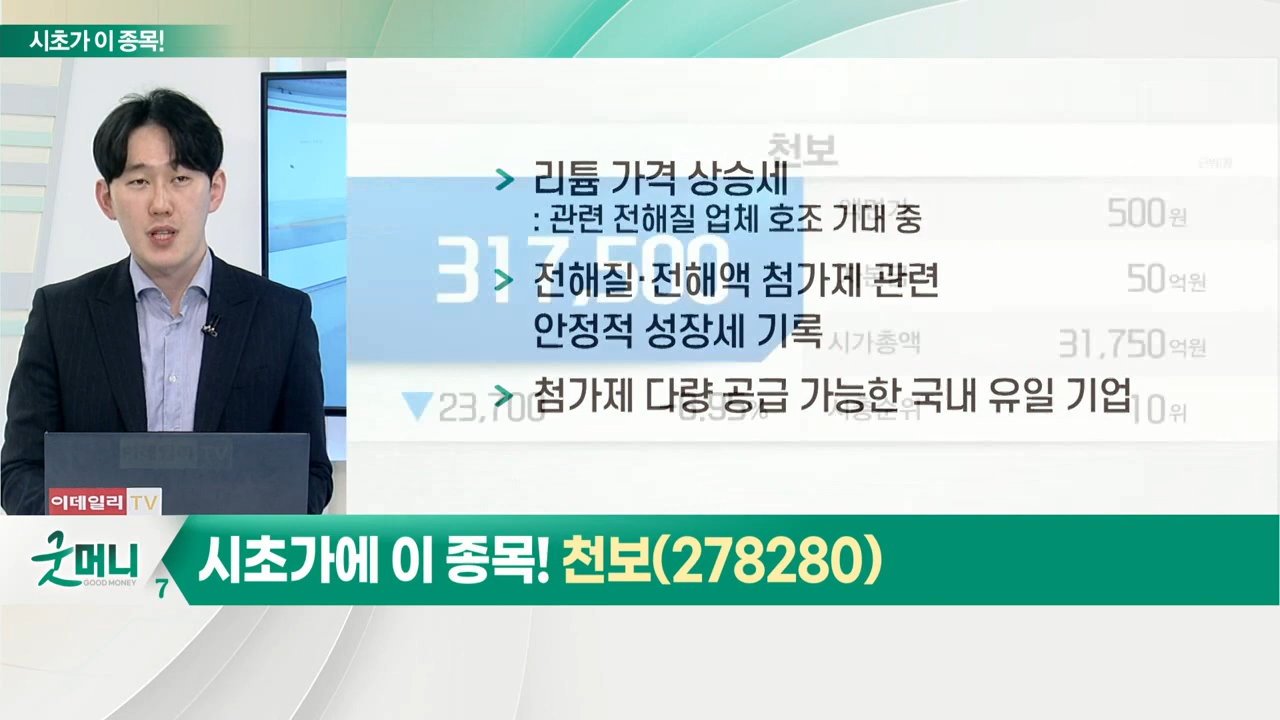 시초가 이 종목!
천보
리튬 가격 상승세
: 관련 전해질 업체 호조 기대 중
500원
317,500
전해질·전해액 첨가제 관련
50억원
안정적 성장세 기록
시가총액
31,750억원
첨가제 다량 공급 가능한 국내 유일 기업
▼23,700
10위
이데일리TV
굿머니
GOOD MONEY
7
시초가에 이 종목! 천보(278280)